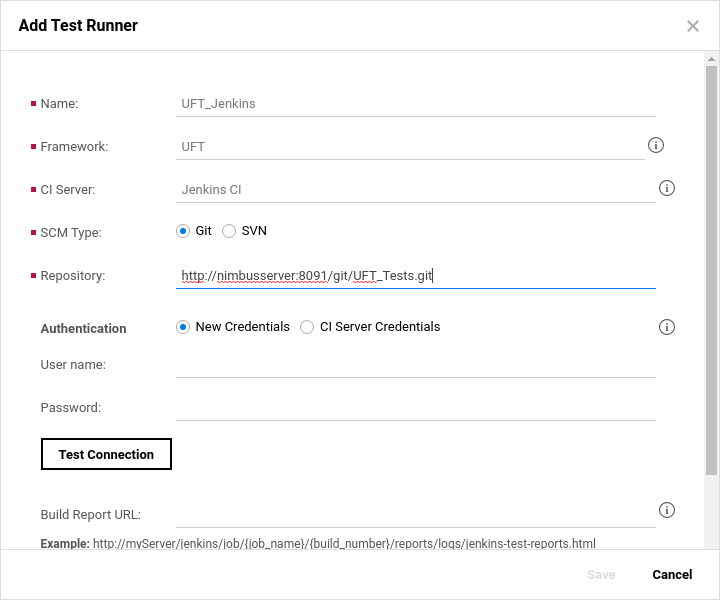 Add Test Runner
Name: UFT_Jenkins
Framework: UFT
CI Server: Jenkins CI
SCM Type: Git SVN
Repository: http://nimbusserver:8091/git/UFT_Tests.git
Authentication New Credentials CI Server Credentials
User name:
Password:
Test Connection
Build Report URL:
Example: http://myServer/jenkins/job/{job_name}/{build_number}/reports/logs/jenkins-test-reports.html
Save Cancel